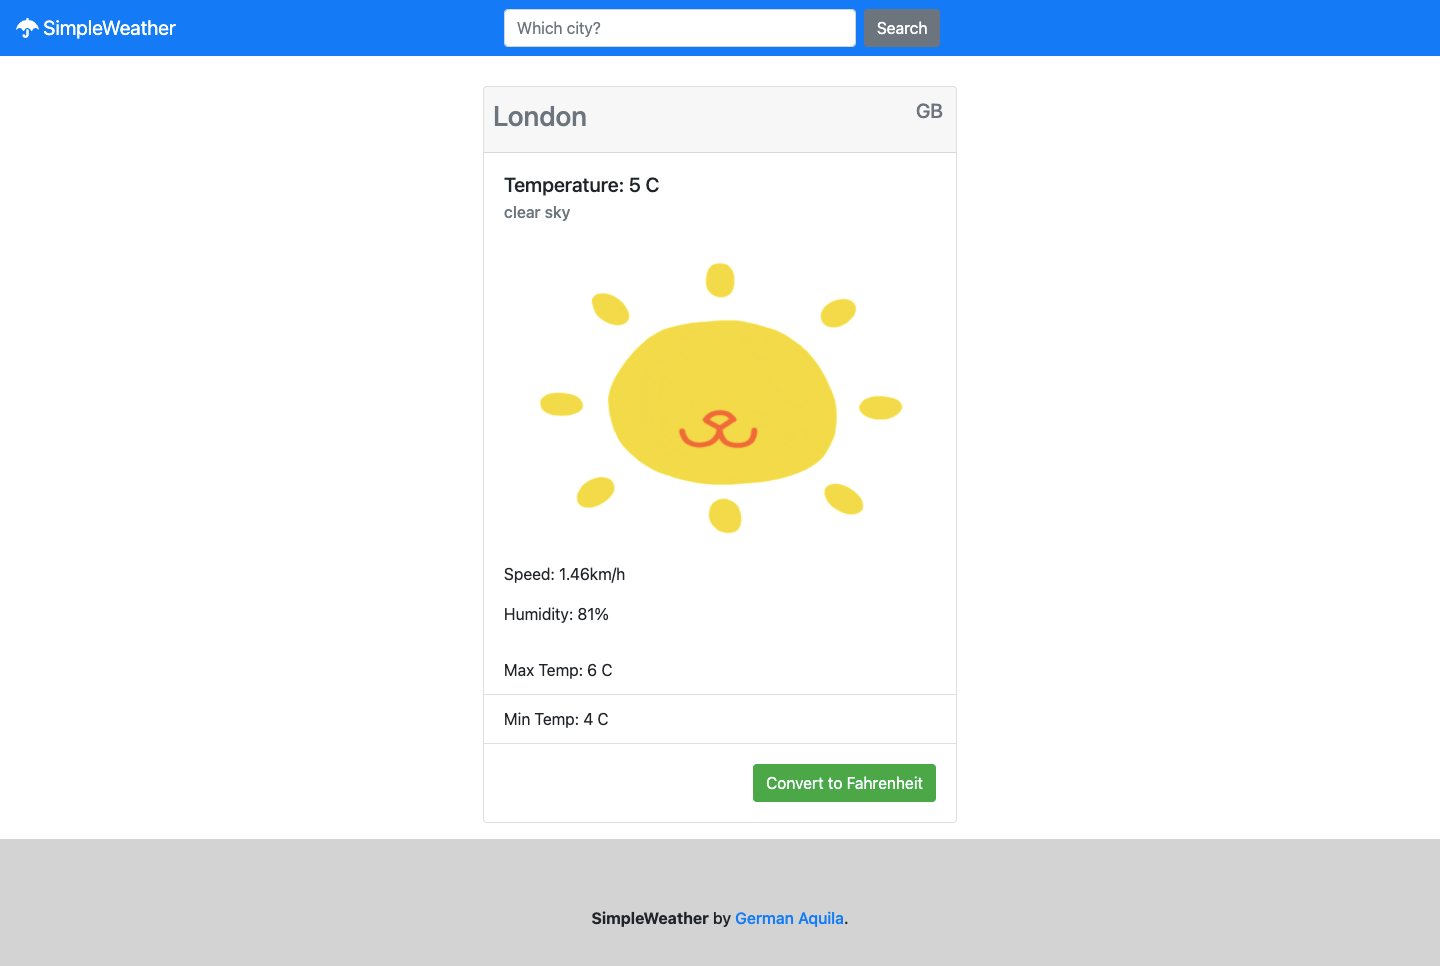 SimpleWeather
Which city?
Search
London
GB
Temperature: 5 C
clear sky
Speed: 1.46km/h
Humidity: 81%
Max Temp: 6 C
Min Temp: 4 C
Convert to Fahrenheit
SimpleWeather by German Aquila.